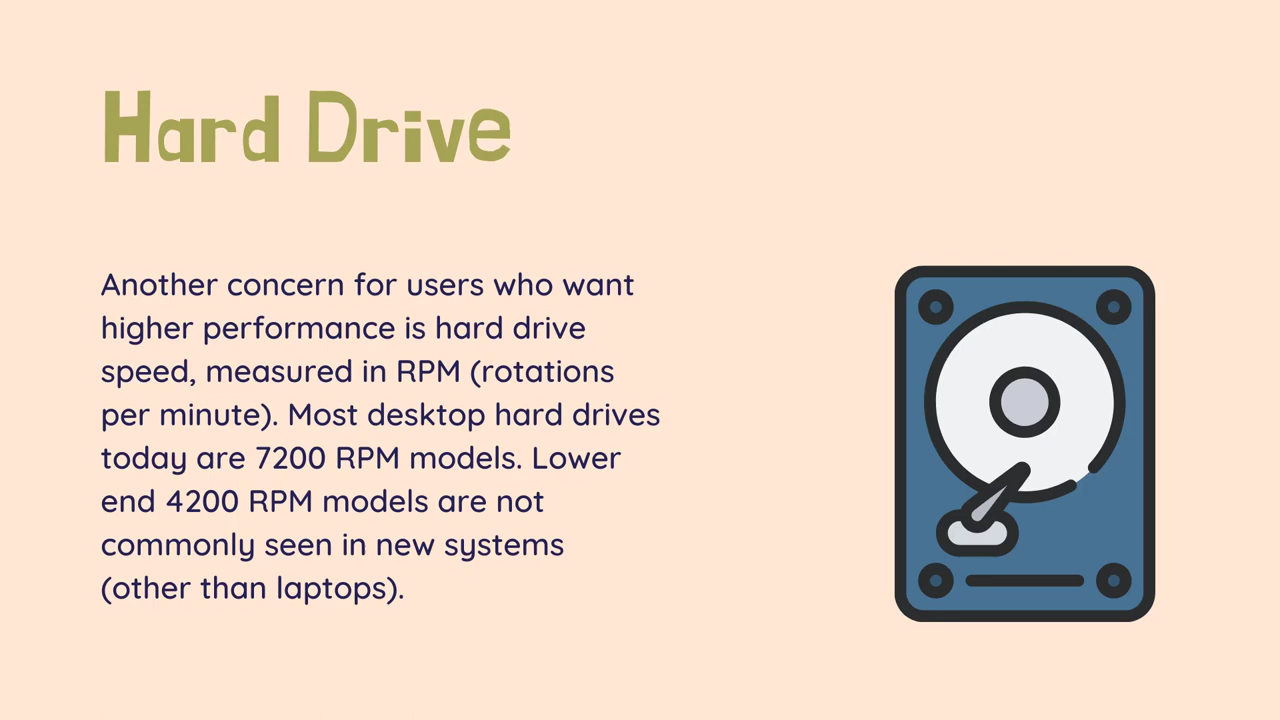 Hard Drive
Another concern for users who want
higher performance is hard drive
speed, measured in RPM (rotations
per minute). Most desktop hard drives
today are 7200 RPM models. Lower
end 4200 RPM models are not
commonly seen in new systems
(other than laptops).